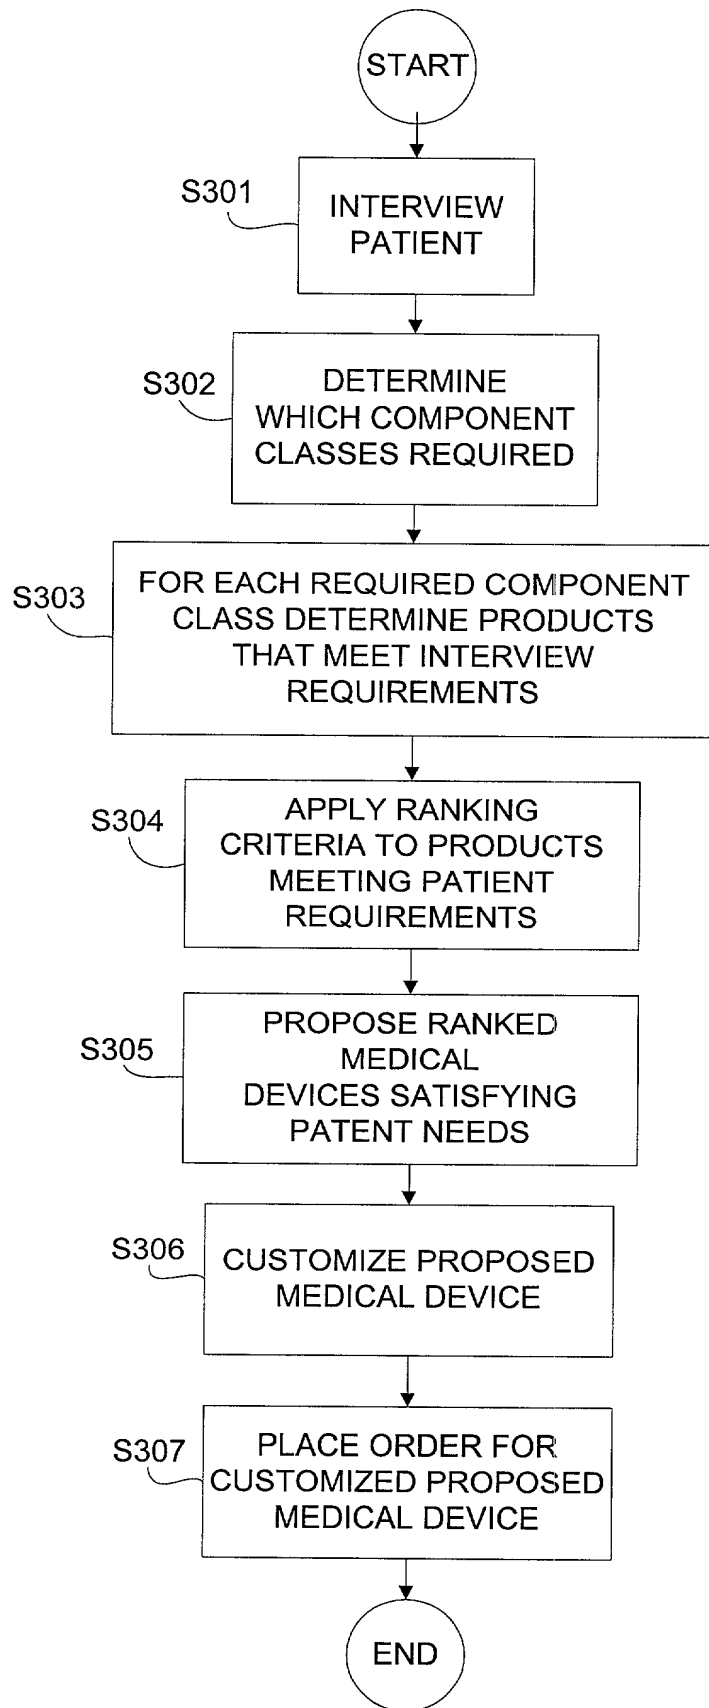 START
S301
INTERVIEW
PATIENT
S302
DETERMINE
WHICH COMPONENT
CLASSES REQUIRED
S303
FOR EACH REQUIRED COMPONENT
CLASS DETERMINE PRODUCTS
THAT MEET INTERVIEW
REQUIREMENTS
S304
APPLY RANKING
CRITERIA TO PRODUCTS
MEETING PATIENT
REQUIREMENTS
S305
PROPOSE RANKED
MEDICAL
DEVICES SATISFYING
PATENT NEEDS
S306
CUSTOMIZE PROPOSED
MEDICAL DEVICE
S307
PLACE ORDER FOR
CUSTOMIZED PROPOSED
MEDICAL DEVICE
END